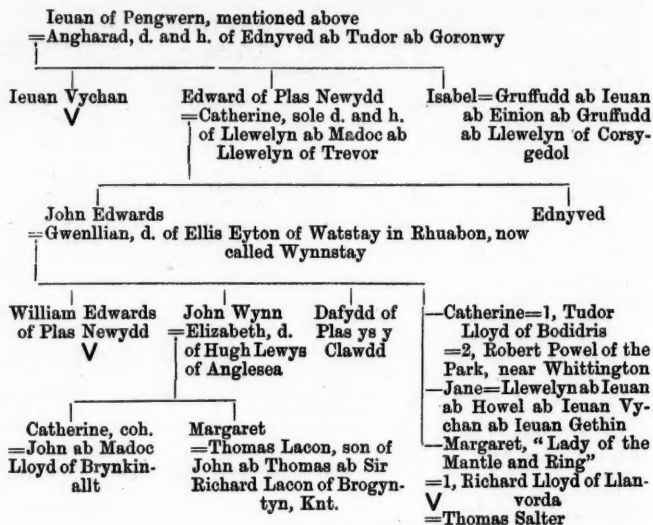 Ieuan of Pengwern, mentioned above
=Angharad, d. and h. of Ednyved ab Tudor ab Goronwy
Ieuan Vychan
V
Edward of Plas Newydd
=Catherine, sole d. and h.
of Llewelyn ab Madoc ab
Llewelyn of Trevor
Isabel=Gruffudd ab Ieuan
ab Einion ab Gruffudd
ab Llewelyn of Corsy-
gedol
John Edwards
=Gwenllian, d. of Ellis Eyton of Watstay in Rhuabon, now
called Wynnstay
Ednyved
William Edwards
of Plas Newydd
V
John Wynn
=Elizabeth, d.
of Hugh Lewys
of Anglesea
Dafydd of
Plas ys y
Clawdd
—Catherine=1, Tudor
Lloyd of Bodidris
=2, Robert Powel of the
Park, near Whittington
—Jane=Llewelyn ab Ieuan
ab Howel ab Ieuan Vy-
chan ab Ieuan Gethin
—Margaret, "Lady of the
Mantle and Ring"
=1, Richard Lloyd of Llan-
V vorda
=Thomas Salter
Catherine, coh.
=John ab Madoc
Lloyd of Brynkin-
allt
Margaret
=Thomas Lacon, son of
John ab Thomas ab Sir
Richard Lacon of Brogyn-
tyn, Knt.